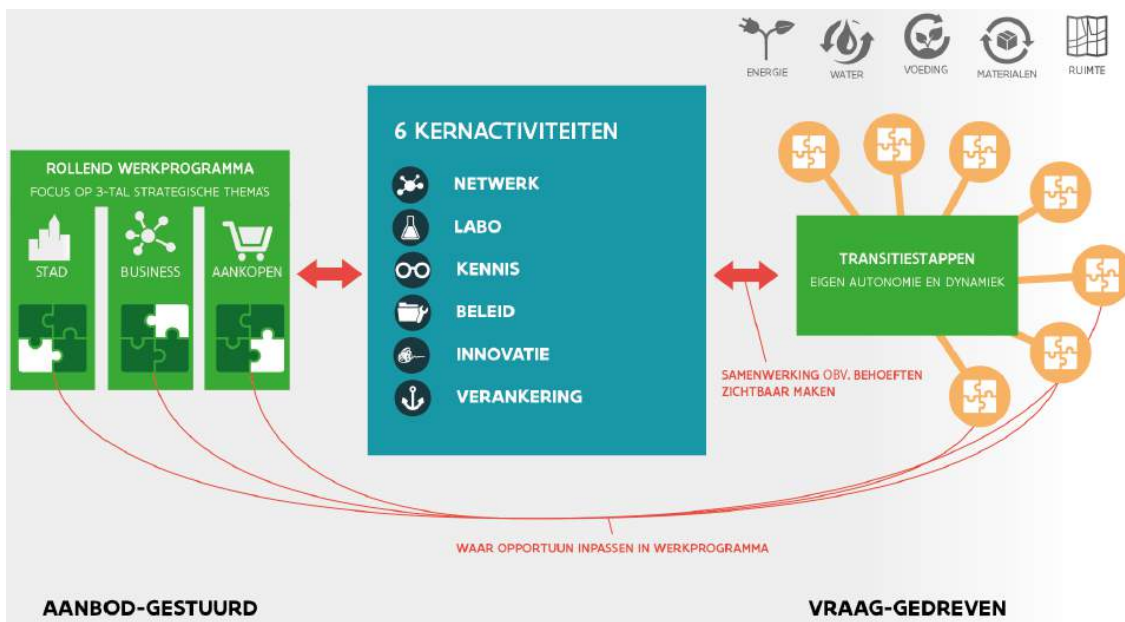 ENERGIE
WATER
VOEDING
MATERIALEN
RUIMTE
ROLLEND WERKPROGRAMMA
FOCUS OP 3-TAL STRATEGISCHE THEMA'S
STAD
BUSINESS
AANKOPEN
6 KERNACTIVITEITEN
NETWERK
LABO
KENNIS
BELEID
INNOVATIE
VERANKERING
TRANSITIESTAPPEN
EIGEN AUTONOMIE EN DYNAMIEK
SAMENWERKING OBV. BEHOEFTEN
ZICHTBAAR MAKEN
WAAR OPPORTUUN INPASSEN IN WERKPROGRAMMA
AANBOD-GESTUURD
VRAAG-GEDREVEN